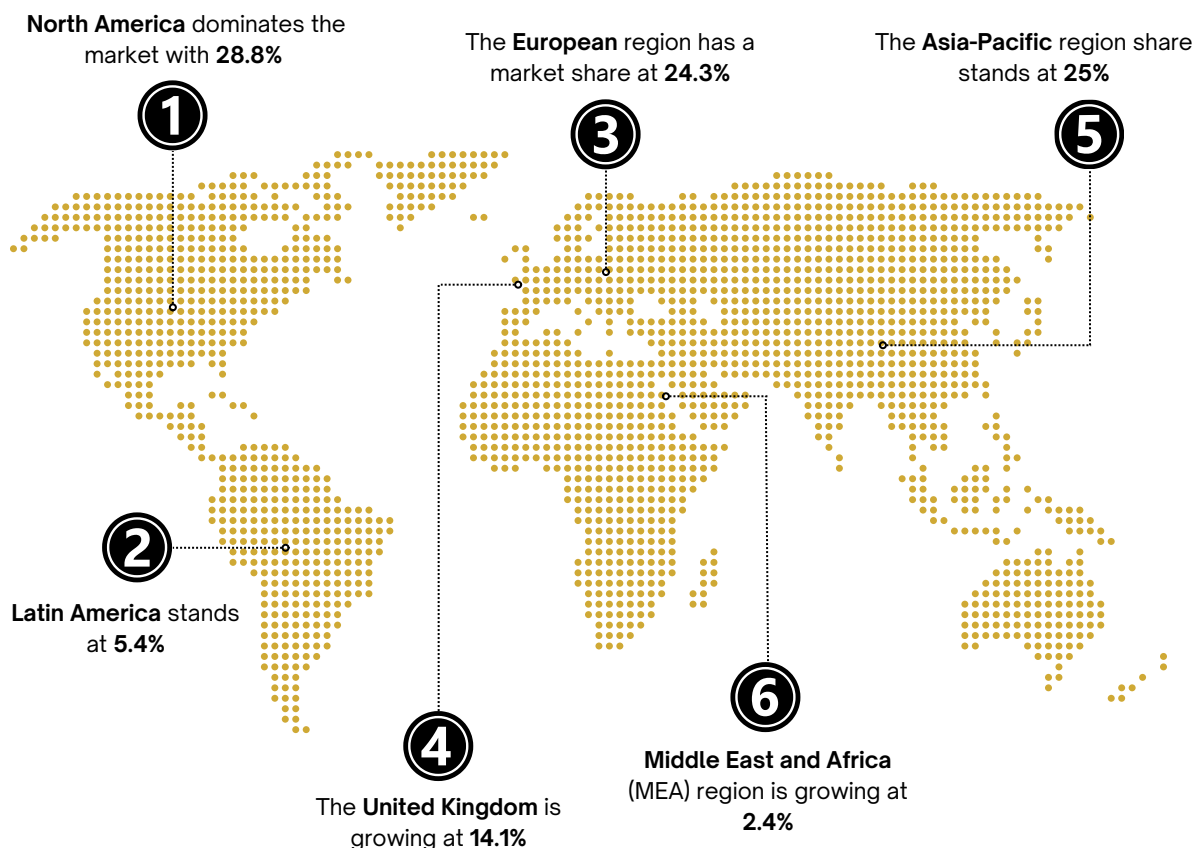 North America dominates the
market with 28.8%
1
The European region has a
market share at 24.3%
3
The Asia-Pacific region share
stands at 25%
5
2
Latin America stands
at 5.4%
4
The United Kingdom is
growing at 14.1%
6
Middle East and Africa
(MEA) region is growing at
2.4%